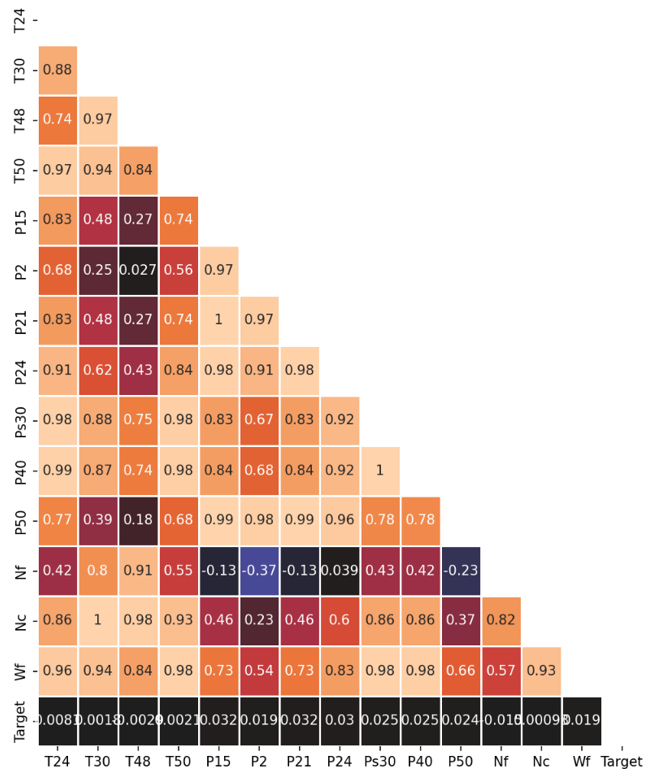 T24
T30 0.88
T48 0.74 0.97
T50 0.97 0.94 0.84
P15 0.83 0.48 0.27 0.74
P2 0.68 0.25 0.027 0.56 0.97
P21 0.83 0.48 0.27 0.74 1 0.97
P24 0.91 0.62 0.43 0.84 0.98 0.91 0.98
Ps30 0.98 0.88 0.75 0.98 0.83 0.67 0.83 0.92
P40 0.99 0.87 0.74 0.98 0.84 0.68 0.84 0.92 1
P50 0.77 0.39 0.18 0.68 0.99 0.98 0.99 0.96 0.78 0.78
Nf 0.42 0.8 0.91 0.55 -0.13 -0.37 -0.13 0.039 0.43 0.42 -0.23
Nc 0.86 1 0.98 0.93 0.46 0.23 0.46 0.6 0.86 0.86 0.37 0.82
Wf 0.96 0.94 0.84 0.98 0.73 0.54 0.73 0.83 0.98 0.98 0.66 0.57 0.93
Target 0.032 0.019 0.032 0.03 0.025 0.025 0.019
T24 T30 T48 T50 P15 P2 P21 P24 Ps30 P40 P50 Nf Nc Wf Target